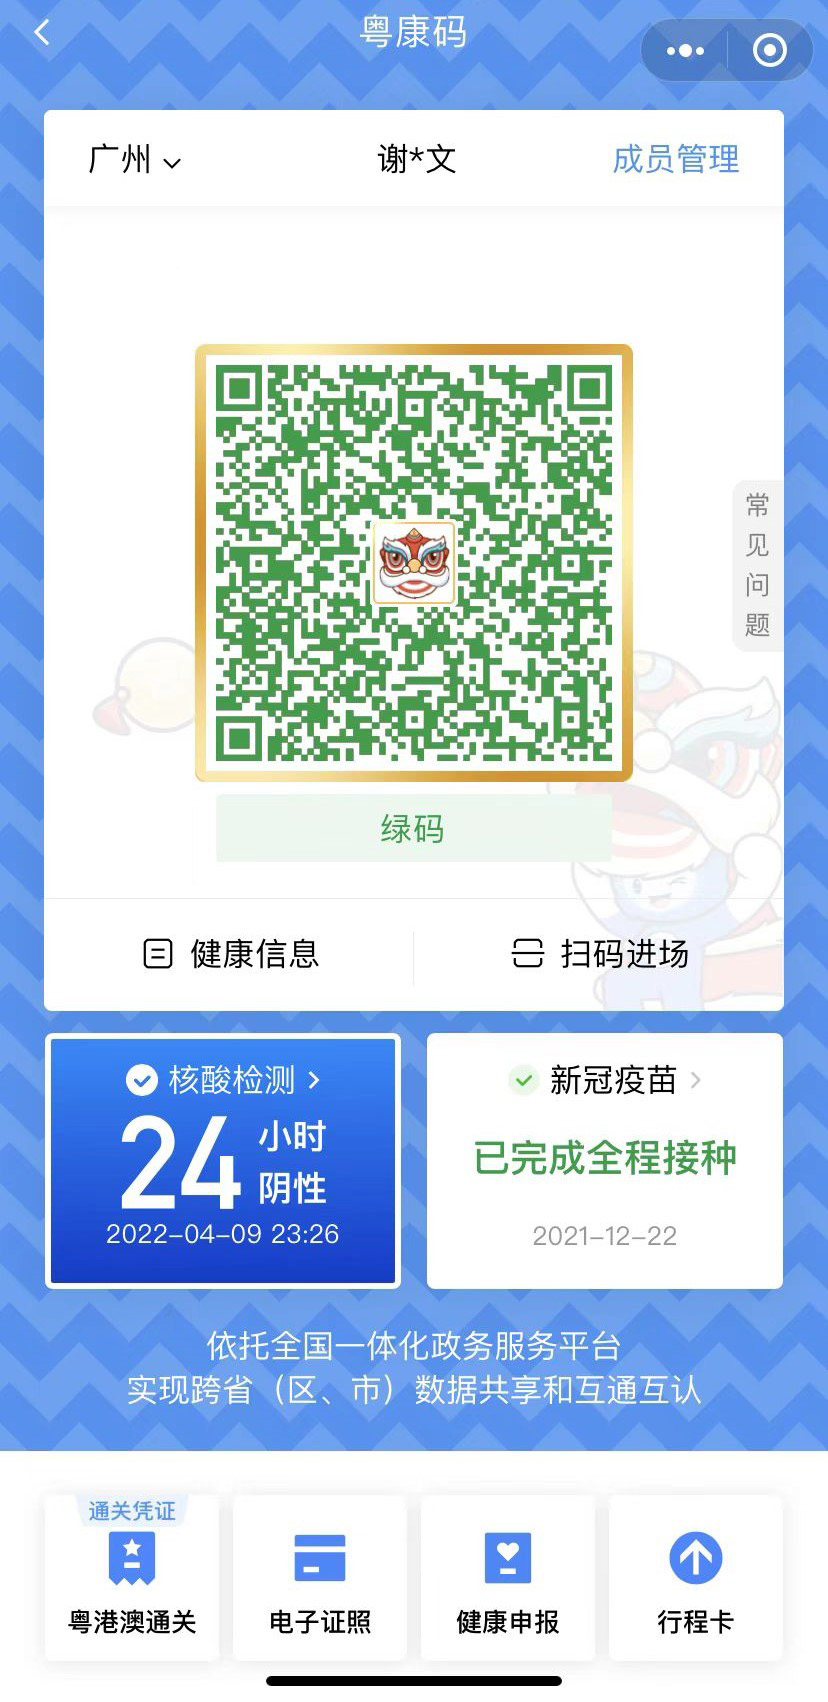 粤康码
广州
谢*文
成员管理
常见问题
绿码
健康信息
扫码进场
核酸检测
24
小时
阴性
2022-04-09 23:26
新冠疫苗
已完成全程接种
2021-12-22
依托全国一体化政务服务平台
实现跨省（区、市）数据共享和互通互认
通关凭证
粤港澳通关
电子证照
健康申报
行程卡